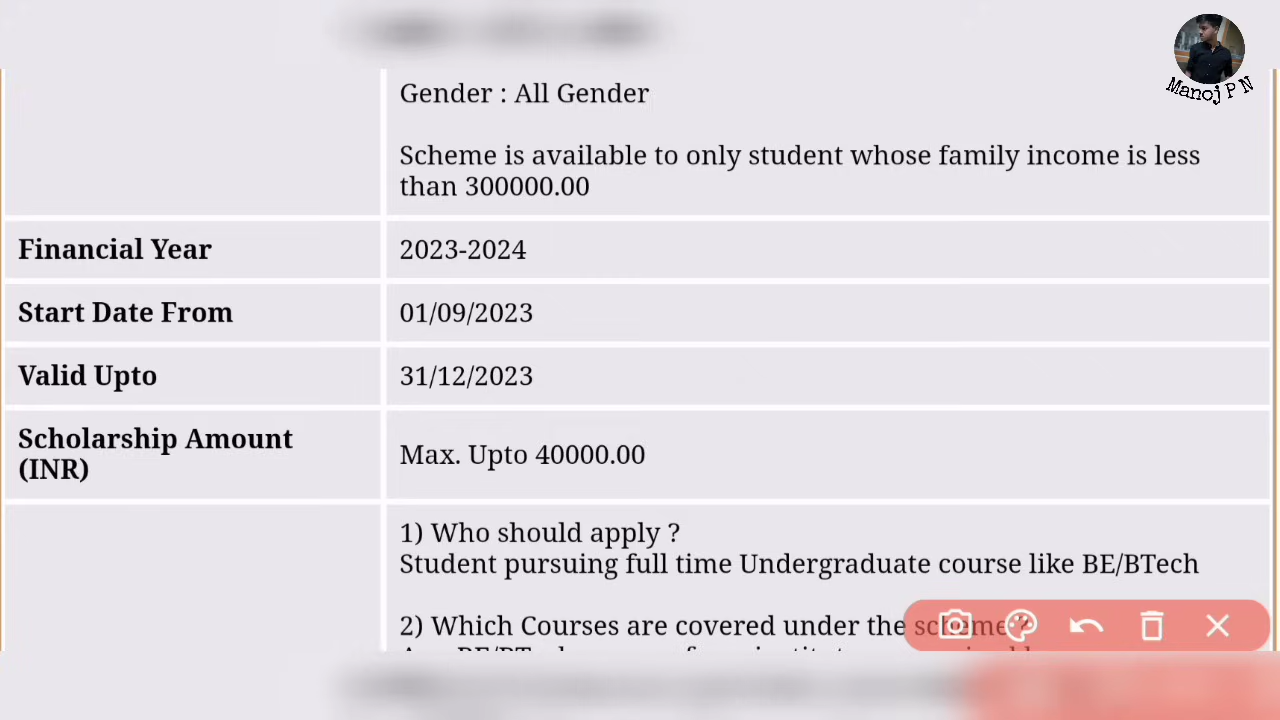 Manoj P N
Gender : All Gender
Scheme is available to only student whose family income is less
than 300000.00
Financial Year
2023-2024
Start Date From
01/09/2023
Valid Upto
31/12/2023
Scholarship Amount
(INR)
Max. Upto 40000.00
1) Who should apply ?
Student pursuing full time Undergraduate course like BE/BTech
2) Which Courses are covered under the scheme ?